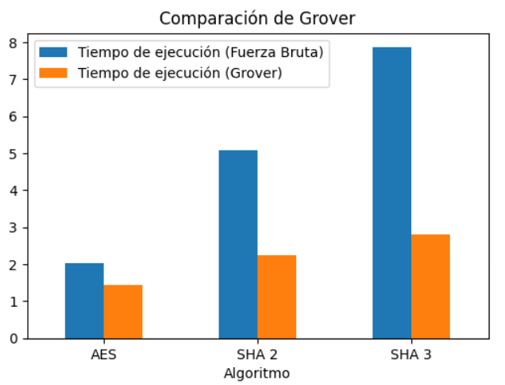 Comparación de Grover
Tiempo de ejecución (Fuerza Bruta)
Tiempo de ejecución (Grover)
8
7
6
5
4
3
2
1
0
AES SHA 2 SHA 3
Algoritmo